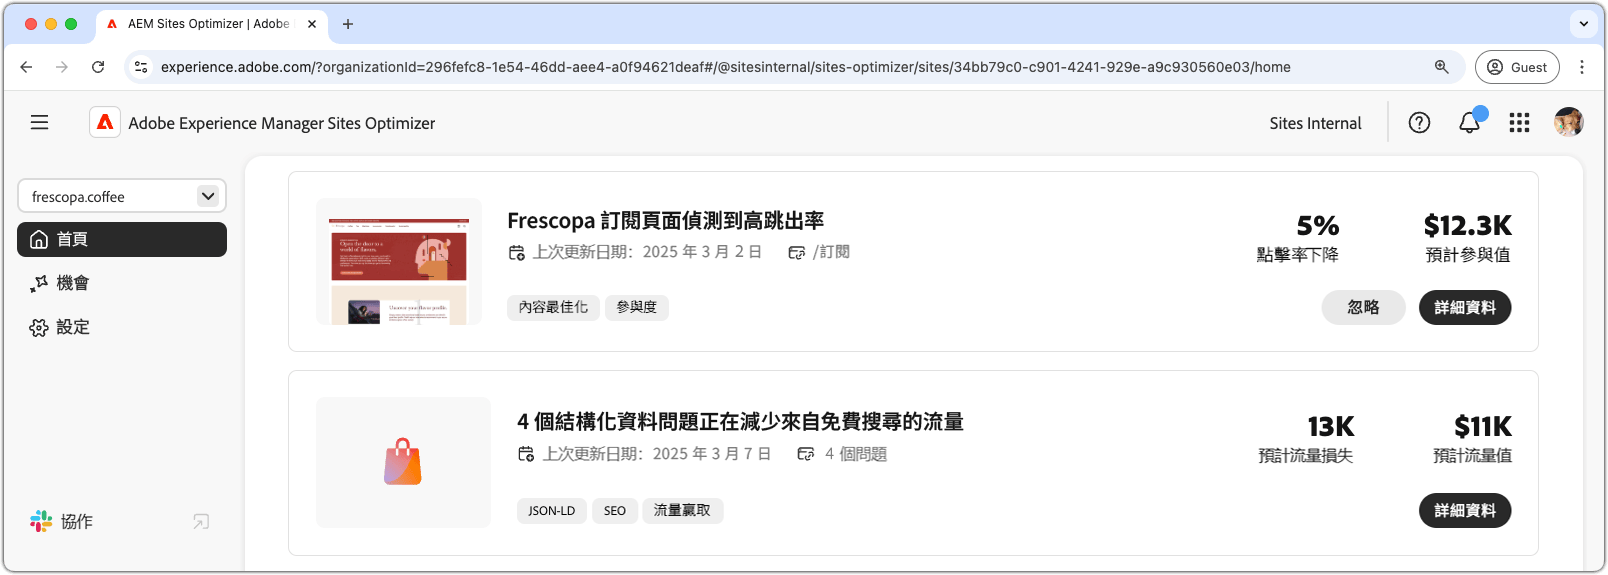 AEM Sites Optimizer | Adobe
experience.adobe.com/?organizationId=296fefc8-1e54-46dd-aee4-a0f94621deaf#/@sitesinternal/sites-optimizer/sites/34bb79c0-c901-4241-929e-a9c930560e03/home
Guest
Adobe Experience Manager Sites Optimizer
Sites Internal
frescopa.coffee
首頁
機會
設定
協作
Frescopa 訂閱頁面偵測到高跳出率
上次更新日期：2025 年 3 月 2 日
/訂閱
內容最佳化
參與度
5%
點擊率下降
$12.3K
預計參與值
忽略
詳細資料
4 個結構化資料問題正在減少來自免費搜尋的流量
上次更新日期：2025 年 3 月 7 日
4 個問題
JSON-LD
SEO
流量贏取
13K
預計流量損失
$11K
預計流量值
詳細資料